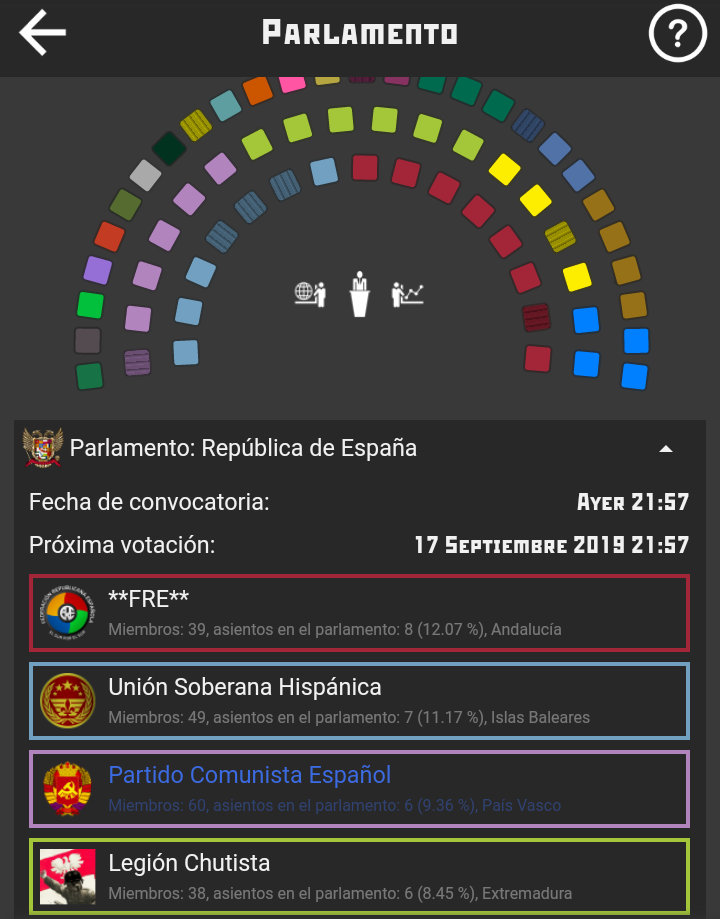 Parlamento
?
Parlamento: República de España
Fecha de convocatoria: Ayer 21:57
Próxima votación: 17 Septiembre 2019 21:57
**FRE**
Miembros: 39, asientos en el parlamento: 8 (12.07 %), Andalucía
Unión Soberana Hispánica
Miembros: 49, asientos en el parlamento: 7 (11.17 %), Islas Baleares
Partido Comunista Español
Miembros: 60, asientos en el parlamento: 6 (9.36 %), País Vasco
Legión Chutista
Miembros: 38, asientos en el parlamento: 6 (8.45 %), Extremadura